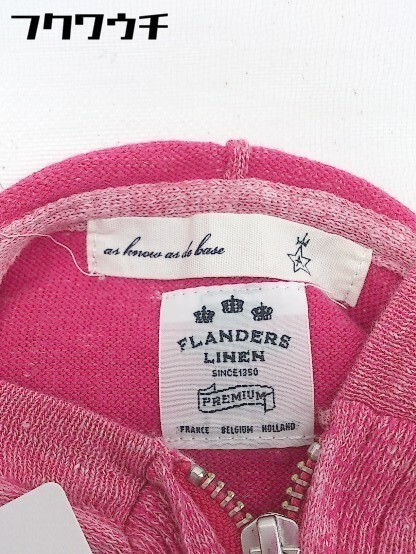 フクワウチ
as know as de base
FLANDERS
LINEN
SINCE1350
PREMIUM
FRANCE BELGIUM HOLLAND